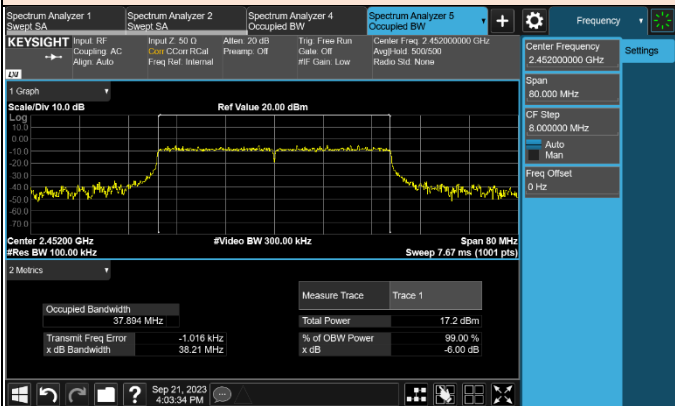 Spectrum Analyzer 1
Swept SA
Spectrum Analyzer 2
Swept SA
Spectrum Analyzer 4
Occupied BW
Spectrum Analyzer 5
Occupied BW
Frequency
KEYSIGHT
Input: RF
Coupling: AC
Align: Auto
Input Z: 50 Ω
Corr CCorr RCal
Freq Ref: Internal
Atten: 20 dB
Preamp: Off
Trig: Free Run
Gate: Off
#IF Gain: Low
Center Freq: 2.452000000 GHz
Avg|Hold: 500/500
Radio Std: None
LXI
1 Graph
Scale/Div 10.0 dB
Ref Value 20.00 dBm
Log
10.0
0.00
-10.0
-20.0
-30.0
-40.0
-50.0
-60.0
-70.0
Center 2.45200 GHz
#Video BW 300.00 kHz
Span 80 MHz
#Res BW 100.00 kHz
Sweep 7.67 ms (1001 pts)
2 Metrics
Measure Trace
Trace 1
Occupied Bandwidth
37.894 MHz
Total Power
17.2 dBm
Transmit Freq Error
-1.016 kHz
% of OBW Power
99.00 %
x dB Bandwidth
38.21 MHz
x dB
-6.00 dB
Center Frequency
2.452000000 GHz
Settings
Span
80.000 MHz
CF Step
8.000000 MHz
Auto
Man
Freq Offset
0 Hz
Sep 21, 2023
4:03:34 PM